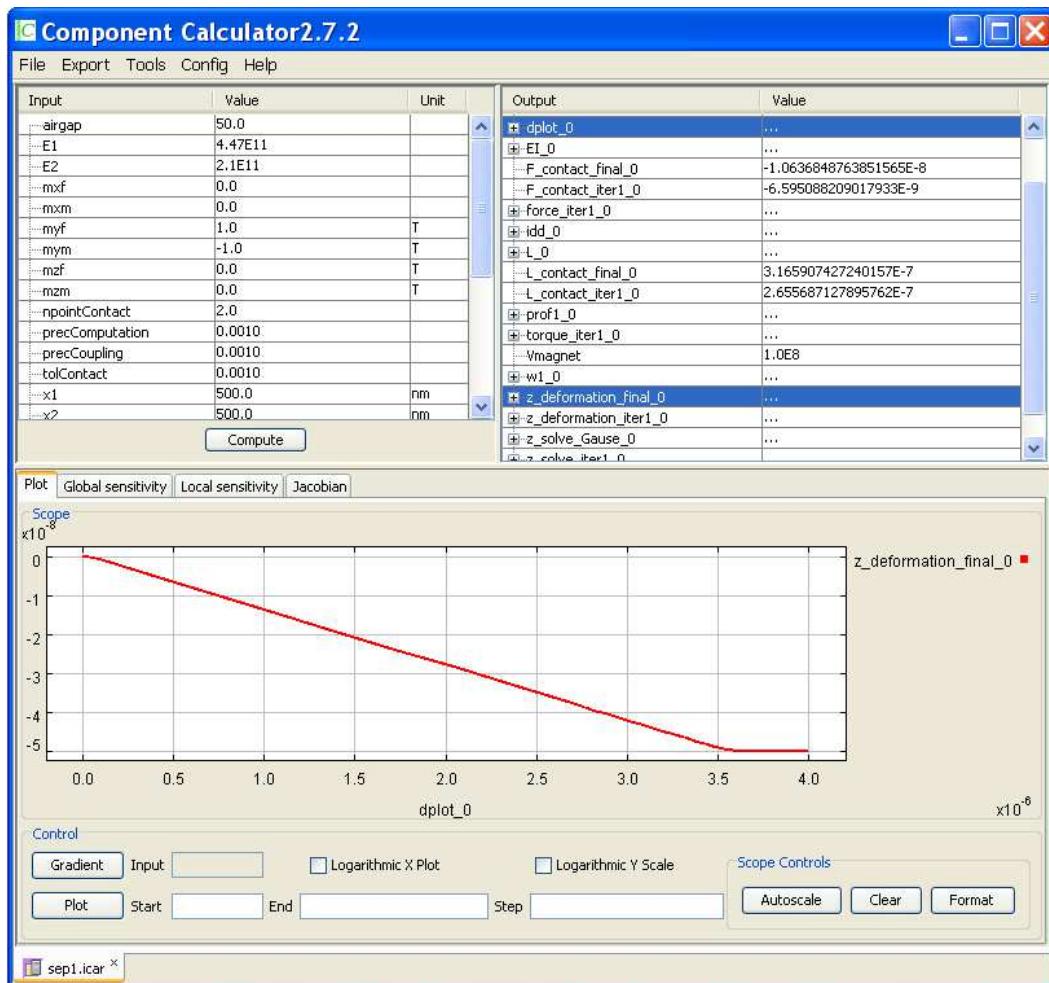 Component Calculator2.7.2
File Export Tools Config Help
Input Value Unit
airgap 50.0
E1 4.47E11
E2 2.1E11
mxf 0.0
mxm 0.0
myf 1.0 T
mym -1.0 T
mzf 0.0 T
mzm 0.0 T
npointContact 2.0
precComputation 0.0010
precCoupling 0.0010
tolContact 0.0010
x1 500.0 nm
x2 500.0 nm
Compute
Output Value
dplot_0 ...
EI_0 ...
F_contact_final_0 -1.0636848763851565E-8
F_contact_iter1_0 -6.595088209017933E-9
force_iter1_0 ...
idd_0 ...
L_0 ...
L_contact_final_0 3.165907427240157E-7
L_contact_iter1_0 2.655687127895762E-7
prof1_0 ...
torque_iter1_0 ...
Vmagnet 1.0E8
w1_0 ...
z_deformation_final_0 ...
z_deformation_iter1_0 ...
z_solve_Gause_0 ...
z_solve_iter1_0 ...
Plot Global sensitivity Local sensitivity Jacobian
Scope
x10^-8
0
-1
-2
-3
-4
-5
0.0 0.5 1.0 1.5 2.0 2.5 3.0 3.5 4.0
dplot_0
x10^-6
z_deformation_final_0
Control
Gradient Input Logarithmic X Plot Logarithmic Y Scale
Plot Start End Step
Scope Controls
Autoscale Clear Format
sep1.icar ×